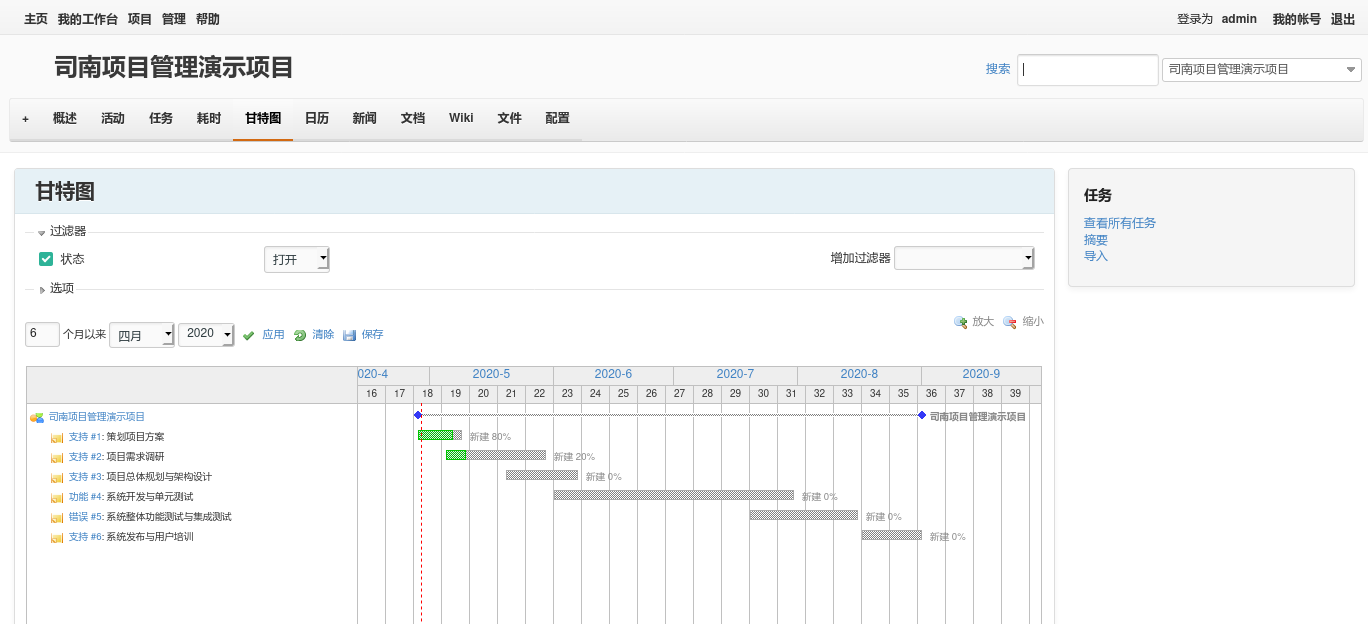 主页 我的工作台 项目 管理 帮助
登录为 admin 我的帐号 退出
司南项目管理演示项目
搜索 司南项目管理演示项目
+ 概述 活动 任务 耗时 甘特图 日历 新闻 文档 Wiki 文件 配置
甘特图
过滤器
状态 打开 增加过滤器
选项
6 个月以来 四月 2020 应用 清除 保存
放大 缩小
020-4 2020-5 2020-6 2020-7 2020-8 2020-9
16 17 18 19 20 21 22 23 24 25 26 27 28 29 30 31 32 33 34 35 36 37 38 39
司南项目管理演示项目 司南项目管理演示项目
支持 #1: 策划项目方案 新建 80%
支持 #2: 项目需求调研 新建 20%
支持 #3: 项目总体规划与架构设计 新建 0%
功能 #4: 系统开发与单元测试 新建 0%
错误 #5: 系统整体功能测试与集成测试 新建 0%
支持 #6: 系统发布与用户培训 新建 0%
任务
查看所有任务
摘要
导入